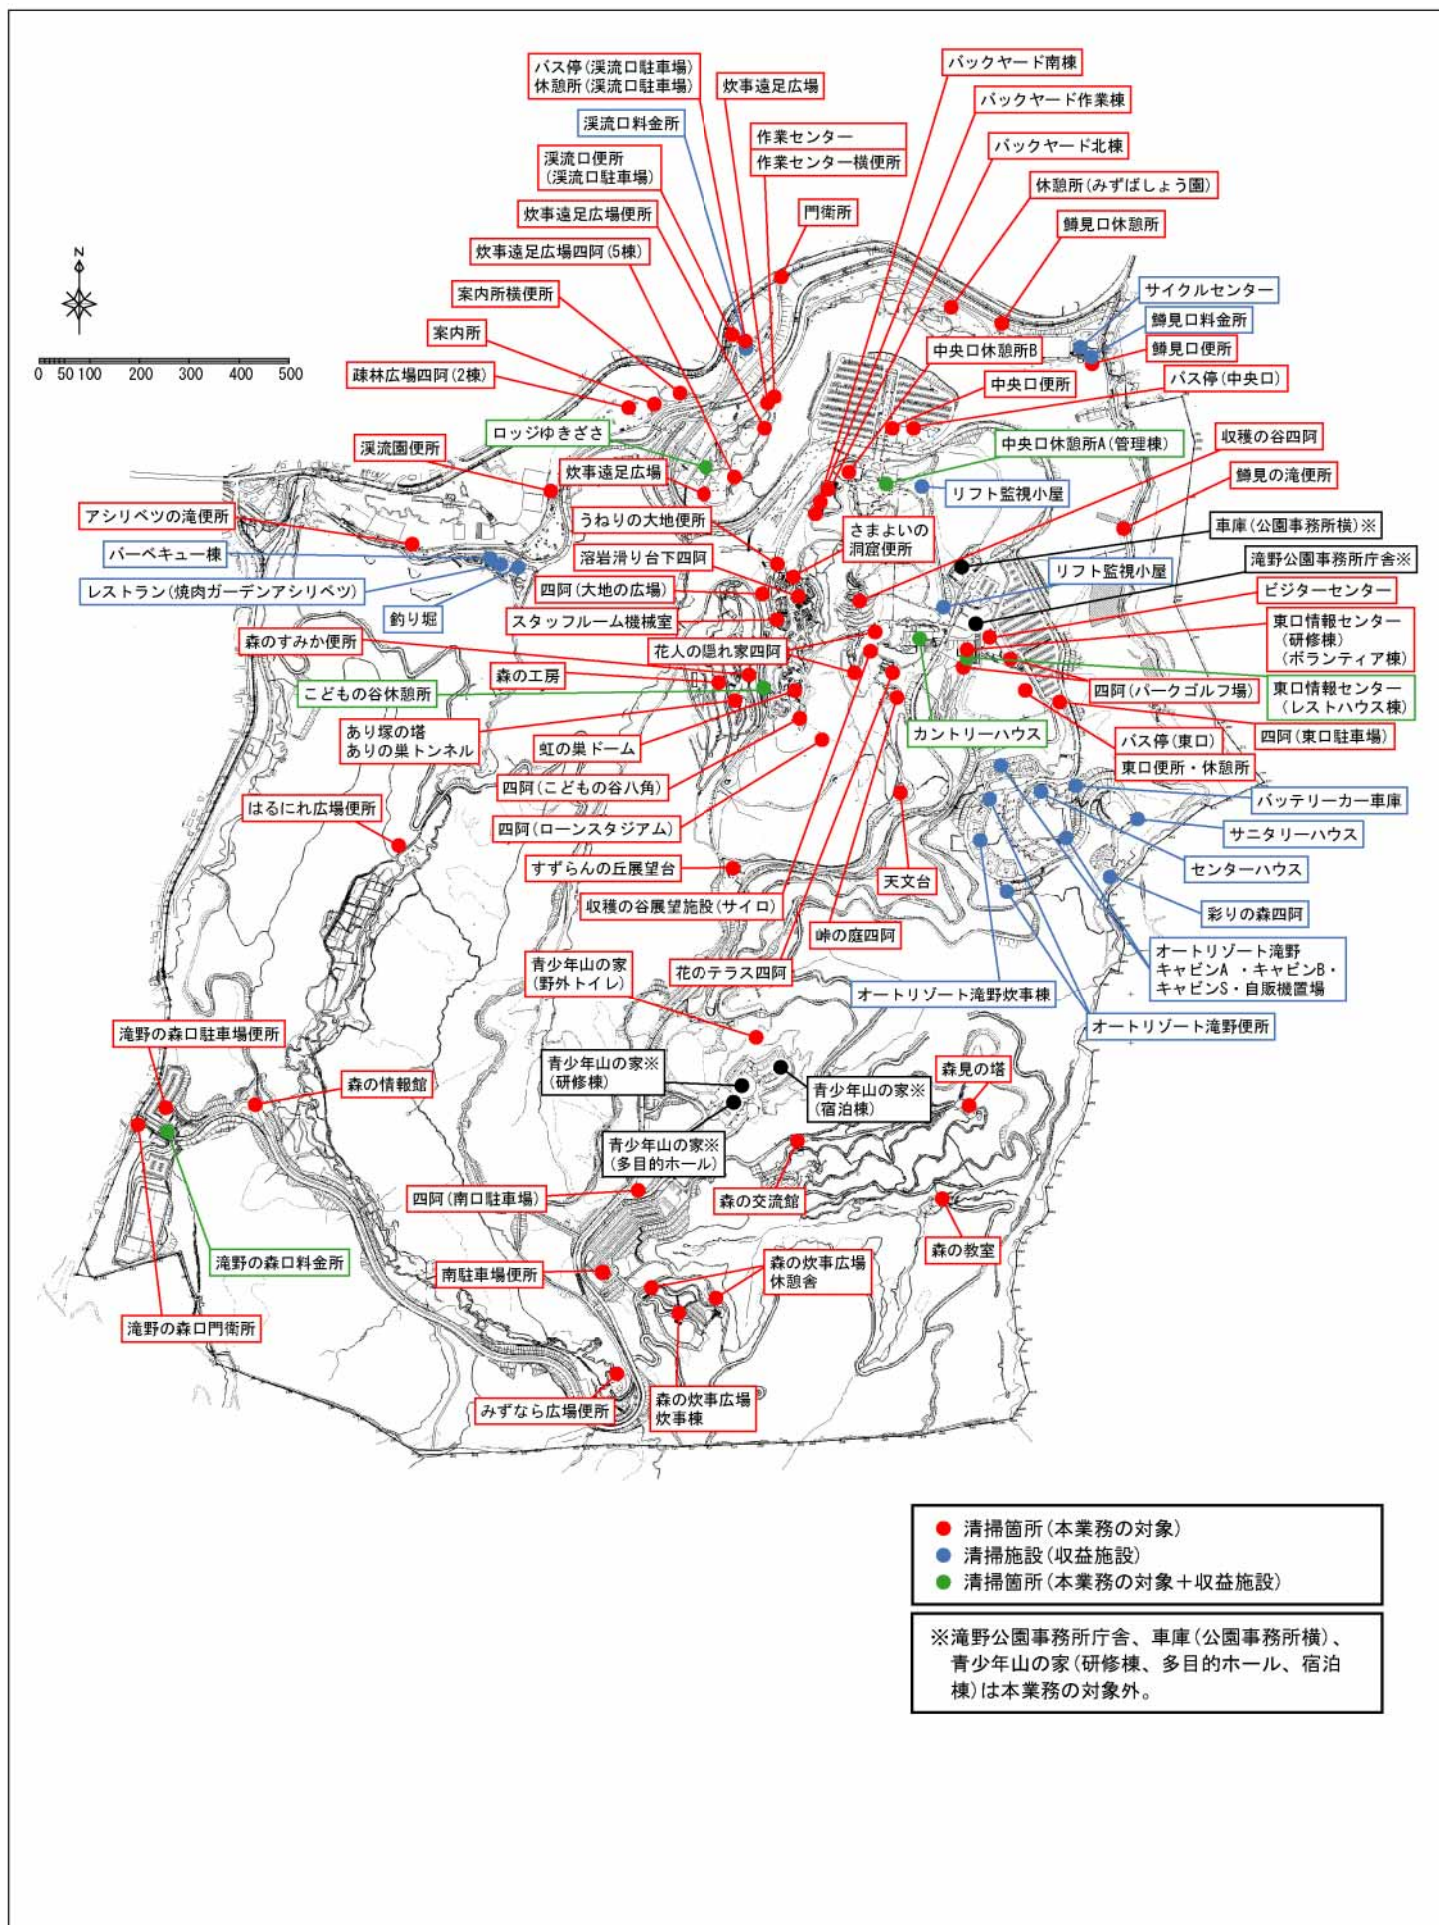 バックヤード南棟
バス停(渓流口駐車場)
休憩所(渓流口駐車場)
炊事遠足広場
バックヤード作業棟
渓流口料金所
作業センター
作業センター横便所
バックヤード北棟
渓流口便所
(渓流口駐車場)
休憩所(みずばしょう園)
炊事遠足広場便所
門衛所
鱒見口休憩所
炊事遠足広場四阿(5棟)
N
案内所横便所
サイクルセンター
案内所
鱒見口料金所
中央口休憩所B
鱒見口便所
0 50 100 200 300 400 500
疎林広場四阿(2棟)
中央口便所
バス停(中央口)
ロッジゆきざさ
中央口休憩所A(管理棟)
収穫の谷四阿
渓流園便所
炊事遠足広場
リフト監視小屋
鱒見の滝便所
アシリベツの滝便所
うねりの大地便所
さまよいの
洞窟便所
車庫(公園事務所横)※
バーベキュー棟
溶岩滑り台下四阿
滝野公園事務所庁舎※
リフト監視小屋
レストラン(焼肉ガーデンアシリベツ)
四阿(大地の広場)
ビジターセンター
釣り堀
スタッフルーム機械室
東口情報センター
(研修棟)
(ボランティア棟)
森のすみか便所
花人の隠れ家四阿
森の工房
こどもの谷休憩所
四阿(パークゴルフ場)
東口情報センター
(レストハウス棟)
あり塚の塔
ありの巣トンネル
虹の巣ドーム
カントリーハウス
バス停(東口)
四阿(東口駐車場)
東口便所・休憩所
四阿(こどもの谷八角)
はるにれ広場便所
バッテリーカー車庫
四阿(ローンスタジアム)
サニタリーハウス
すずらんの丘展望台
センターハウス
天文台
収穫の谷展望施設(サイロ)
彩りの森四阿
峠の庭四阿
青少年山の家
(野外トイレ)
花のテラス四阿
オートリゾート滝野
キャビンA ・キャビンB・
キャビンS・自販機置場
オートリゾート滝野炊事棟
オートリゾート滝野便所
滝野の森口駐車場便所
青少年山の家※
(研修棟)
森見の塔
森の情報館
青少年山の家※
(宿泊棟)
青少年山の家※
(多目的ホール)
四阿(南口駐車場)
森の交流館
森の教室
滝野の森口料金所
南駐車場便所
森の炊事広場
休憩舎
滝野の森口門衛所
みずなら広場便所
森の炊事広場
炊事棟
清掃箇所(本業務の対象)
清掃施設(収益施設)
清掃箇所(本業務の対象＋収益施設)
※滝野公園事務所庁舎、車庫(公園事務所横)、
青少年山の家(研修棟、多目的ホール、宿泊
棟)は本業務の対象外。